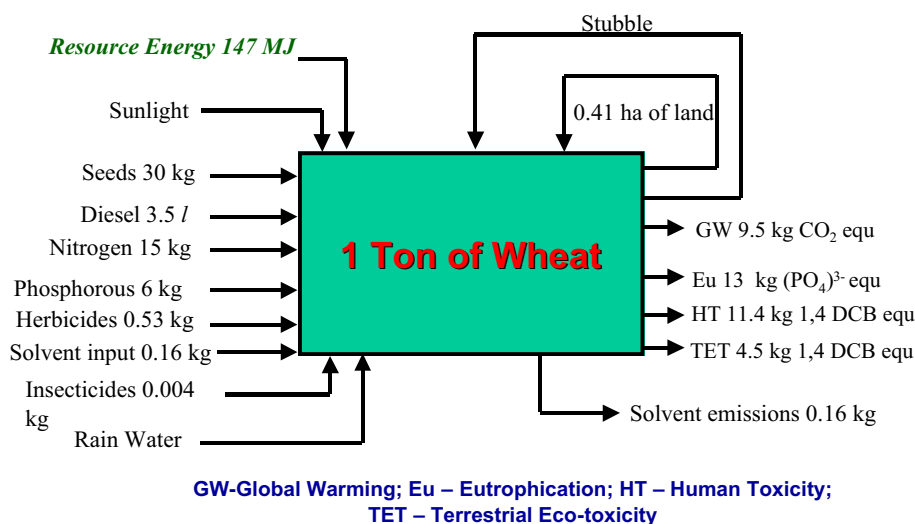 Stubble
Resource Energy 147 MJ
Sunlight
0.41 ha of land
Seeds 30 kg
Diesel 3.5 l
Nitrogen 15 kg
Phosphorous 6 kg
Herbicides 0.53 kg
Solvent input 0.16 kg
Insecticides 0.004
kg
Rain Water
1 Ton of Wheat
GW 9.5 kg CO₂ equ
Eu 13 kg (PO₄)³⁻ equ
HT 11.4 kg 1,4 DCB equ
TET 4.5 kg 1,4 DCB equ
Solvent emissions 0.16 kg
GW-Global Warming; Eu – Eutrophication; HT – Human Toxicity;
TET – Terrestrial Eco-toxicity